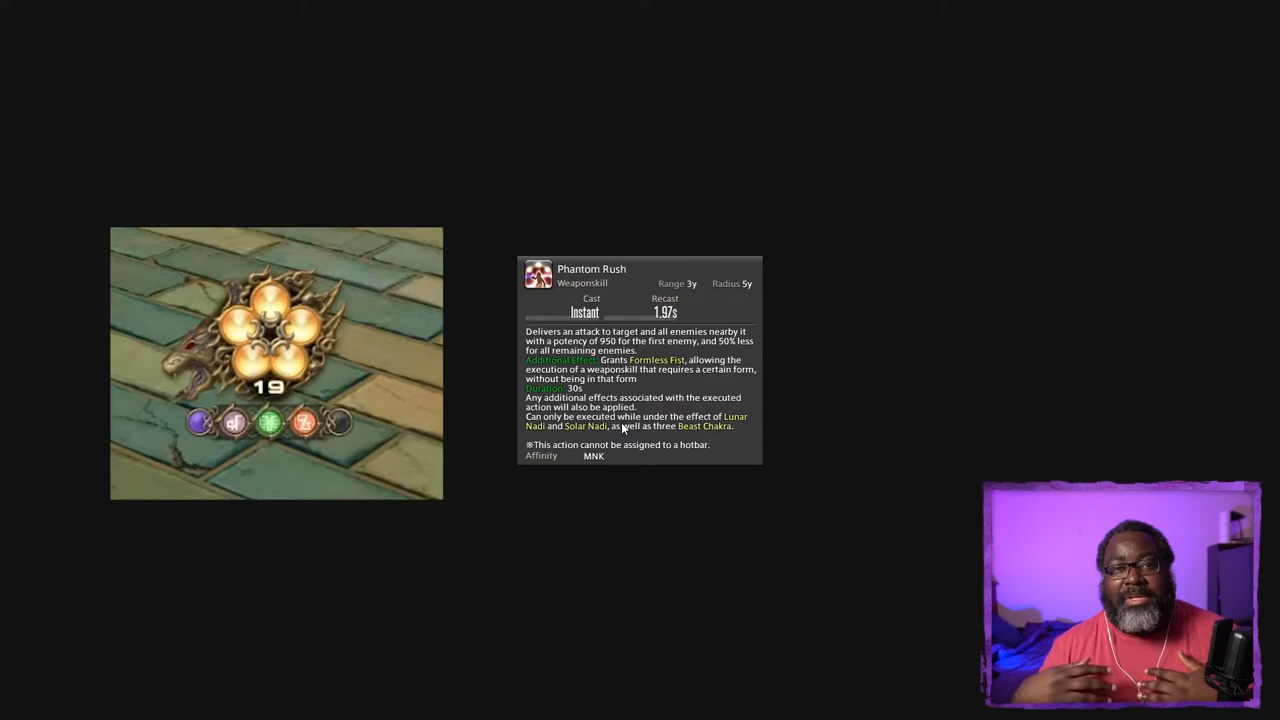 19
Phantom Rush
Weaponskill
Range 3y
Radius 5y
Cast
Recast
Instant
1.97s
Delivers an attack to target and all enemies nearby it
with a potency of 950 for the first enemy, and 50% less
for all remaining enemies.
Additional Effect: Grants Formless Fist, allowing the
execution of a weaponskill that requires a certain form,
without being in that form
Duration: 30s
Any additional effects associated with the executed
action will also be applied.
Can only be executed while under the effect of Lunar
Nadi and Solar Nadi, as well as three Beast Chakra.
※This action cannot be assigned to a hotbar.
Affinity MNK